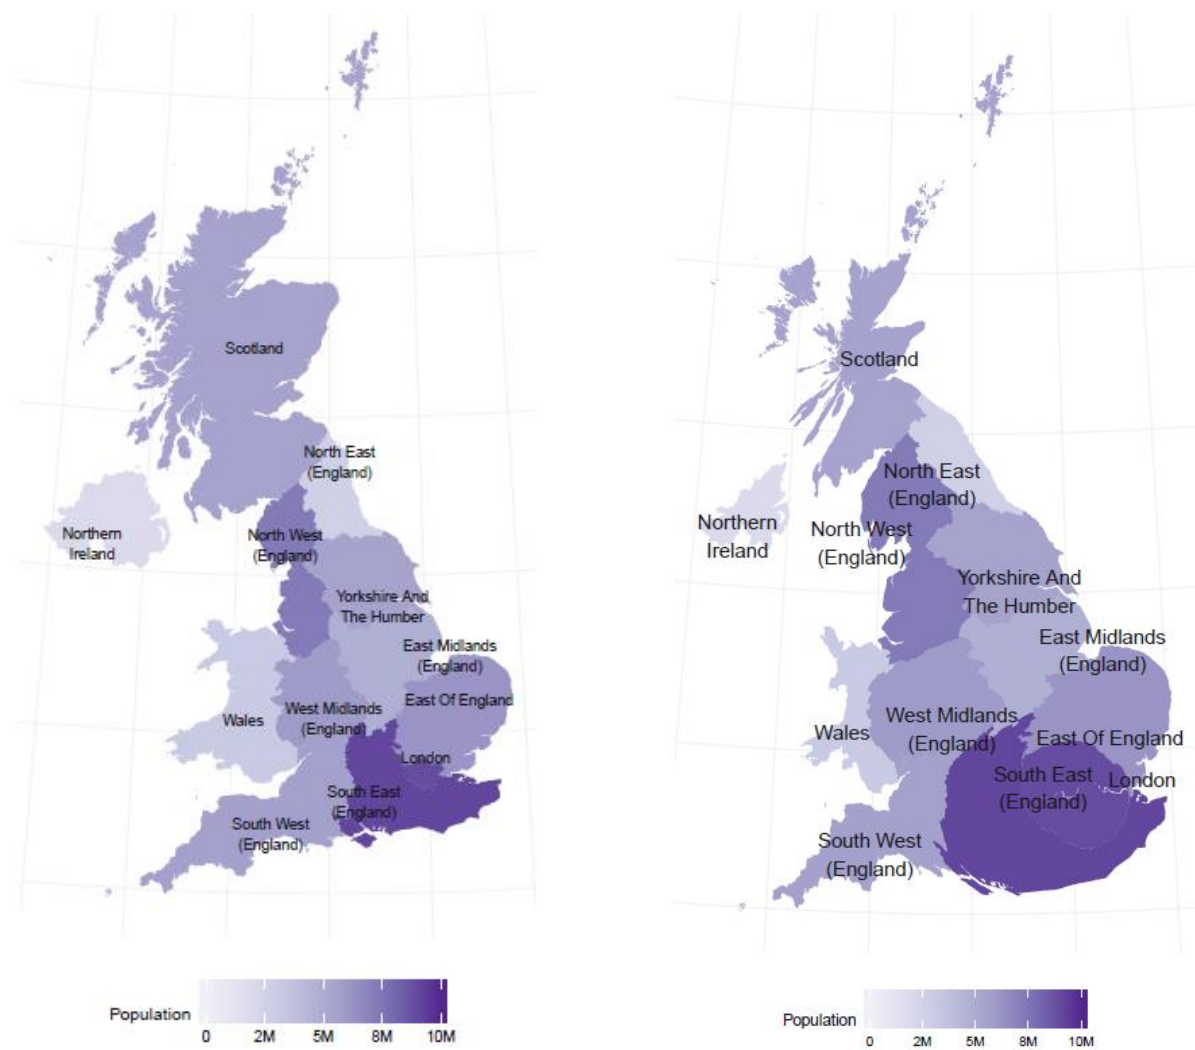 Scotland
North East
(England)
Northern
Ireland
North West
(England)
Yorkshire And
The Humber
East Midlands
(England)
East Of England
West Midlands
(England)
Wales
London
South East
(England)
South West
(England)
Population
0 2M 5M 8M 10M
Scotland
North East
(England)
Northern
Ireland
North West
(England)
Yorkshire And
The Humber
East Midlands
(England)
West Midlands
(England)
Wales
East Of England
South East
(England)
London
South West
(England)
Population
0 2M 5M 8M 10M